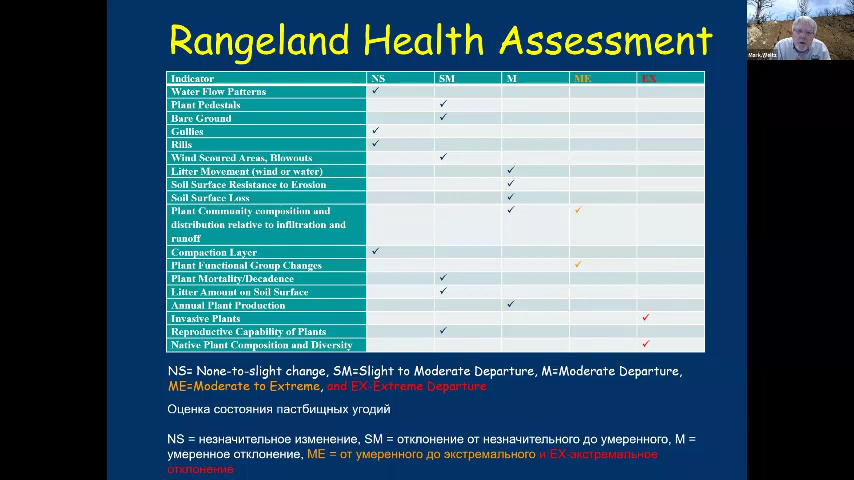 Rangeland Health Assessment
Mark.Weltz
Indicator NS SM M ME EX
Water Flow Patterns ✓
Plant Pedestals ✓
Bare Ground ✓
Gullies ✓
Rills ✓
Wind Scoured Areas, Blowouts ✓
Litter Movement (wind or water) ✓
Soil Surface Resistance to Erosion ✓
Soil Surface Loss ✓
Plant Community composition and ✓ ✓
distribution relative to infiltration and
runoff
Compaction Layer ✓
Plant Functional Group Changes ✓
Plant Mortality/Decadence ✓
Litter Amount on Soil Surface ✓
Annual Plant Production ✓
Invasive Plants ✓
Reproductive Capability of Plants ✓
Native Plant Composition and Diversity ✓
NS= None-to-slight change, SM=Slight to Moderate Departure, M=Moderate Departure,
ME=Moderate to Extreme, and EX-Extreme Departure
Оценка состояния пастбищных угодий
NS = незначительное изменение, SM = отклонение от незначительного до умеренного, M =
умеренное отклонение, ME = от умеренного до экстремального и EX-экстремальное
отклонение